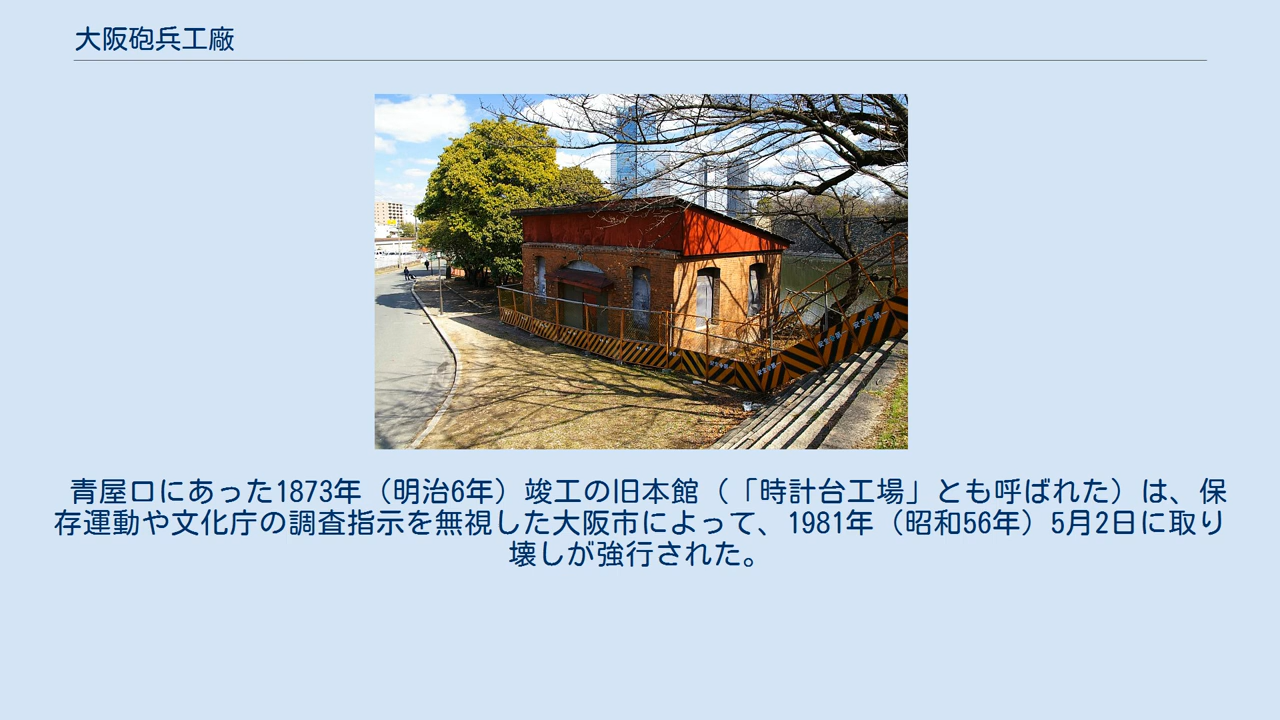 大阪砲兵工廠
青屋口にあった1873年（明治6年）竣工の旧本館（「時計台工場」とも呼ばれた）は、保
存運動や文化庁の調査指示を無視した大阪市によって、1981年（昭和56年）5月2日に取り
壊しが強行された。